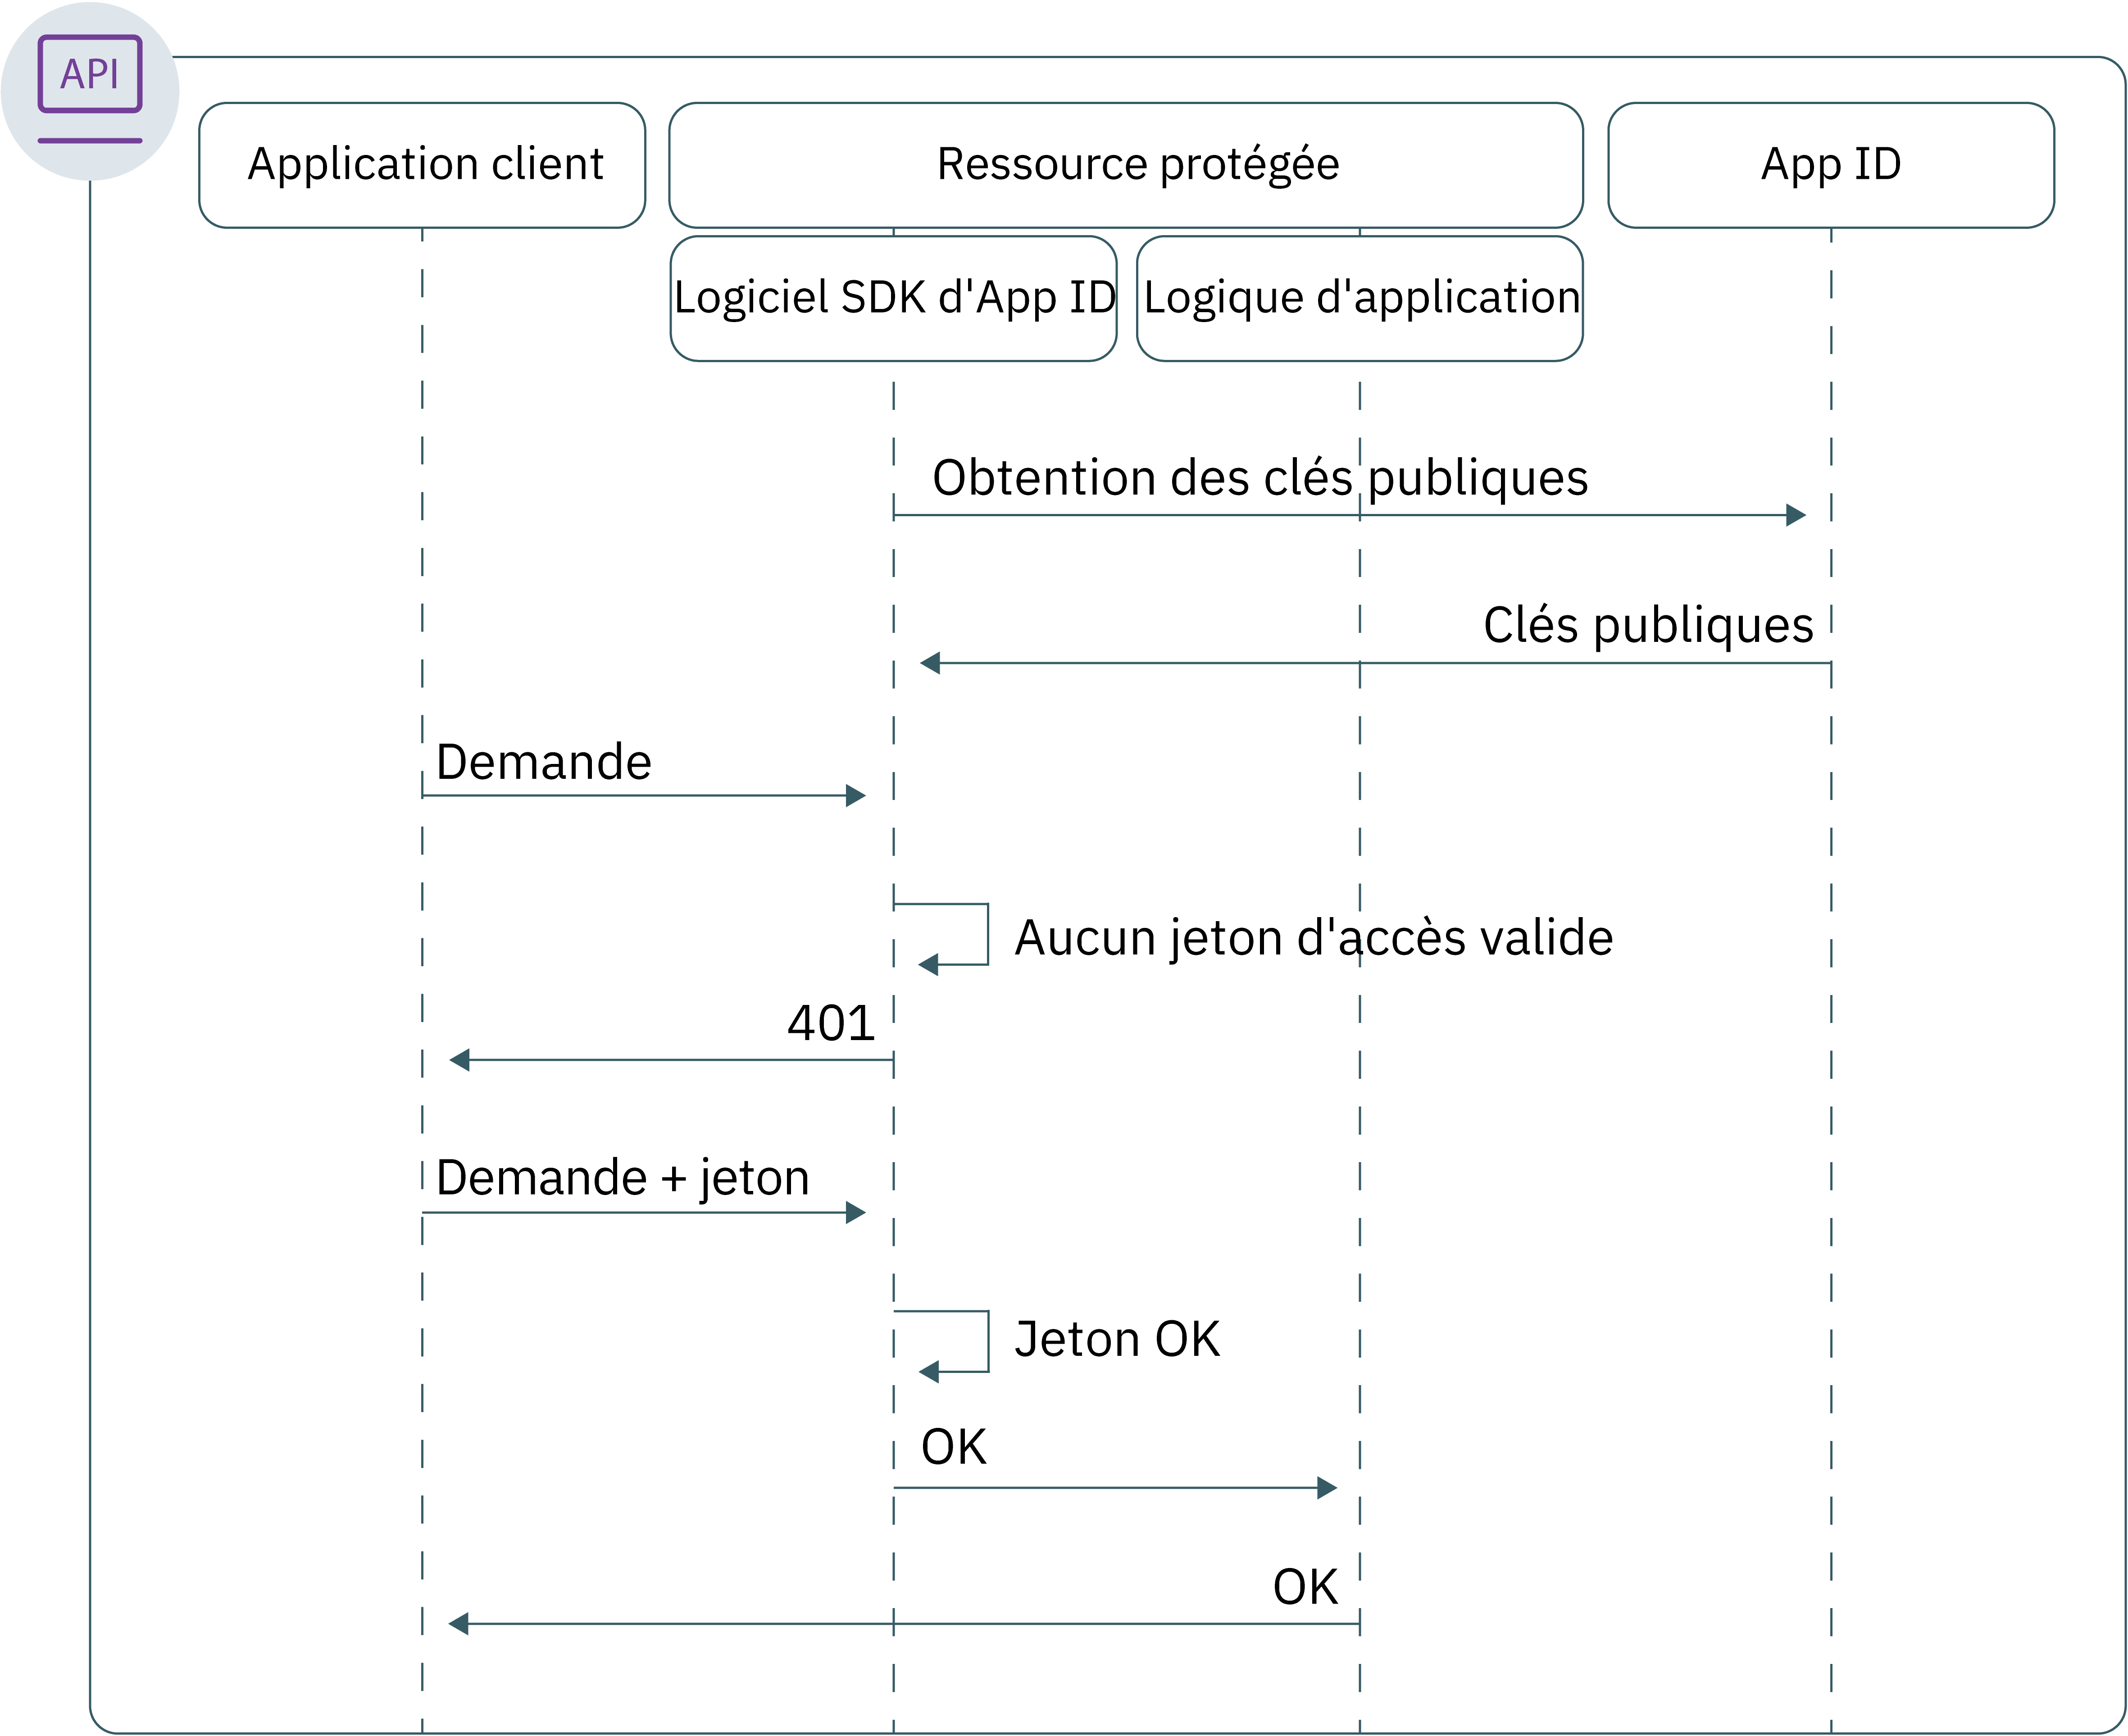 API
Application client
Ressource protégée
App ID
Logiciel SDK d'App ID
Logique d'application
Obtention des clés publiques
Clés publiques
Demande
Aucun jeton d'accès valide
401
Demande + jeton
Jeton OK
OK
OK